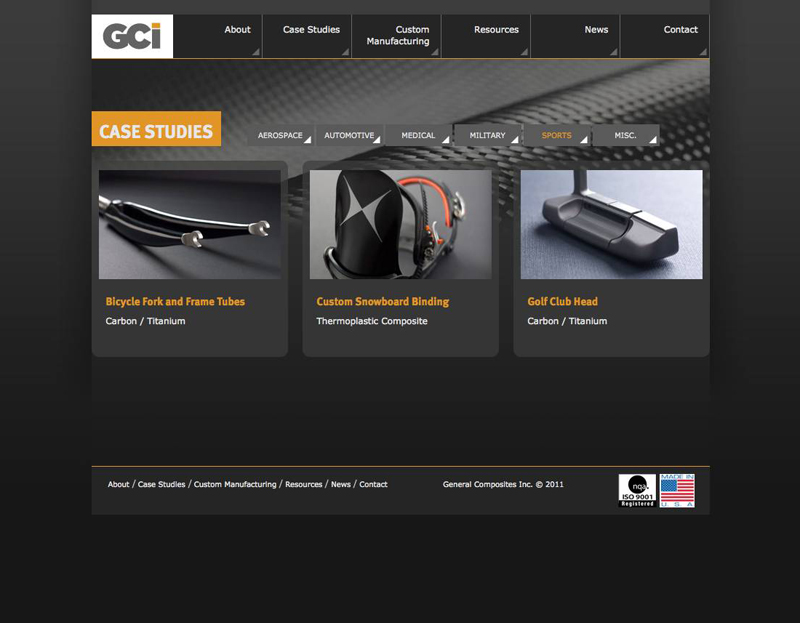 GCi
About
Case Studies
Custom
Manufacturing
Resources
News
Contact
CASE STUDIES
AEROSPACE
AUTOMOTIVE
MEDICAL
MILITARY
SPORTS
MISC.
Bicycle Fork and Frame Tubes
Carbon / Titanium
Custom Snowboard Binding
Thermoplastic Composite
Golf Club Head
Carbon / Titanium
About / Case Studies / Custom Manufacturing / Resources / News / Contact
General Composites Inc. © 2011
nqa.
ISO 9001
Registered
MADE IN
U. S. A